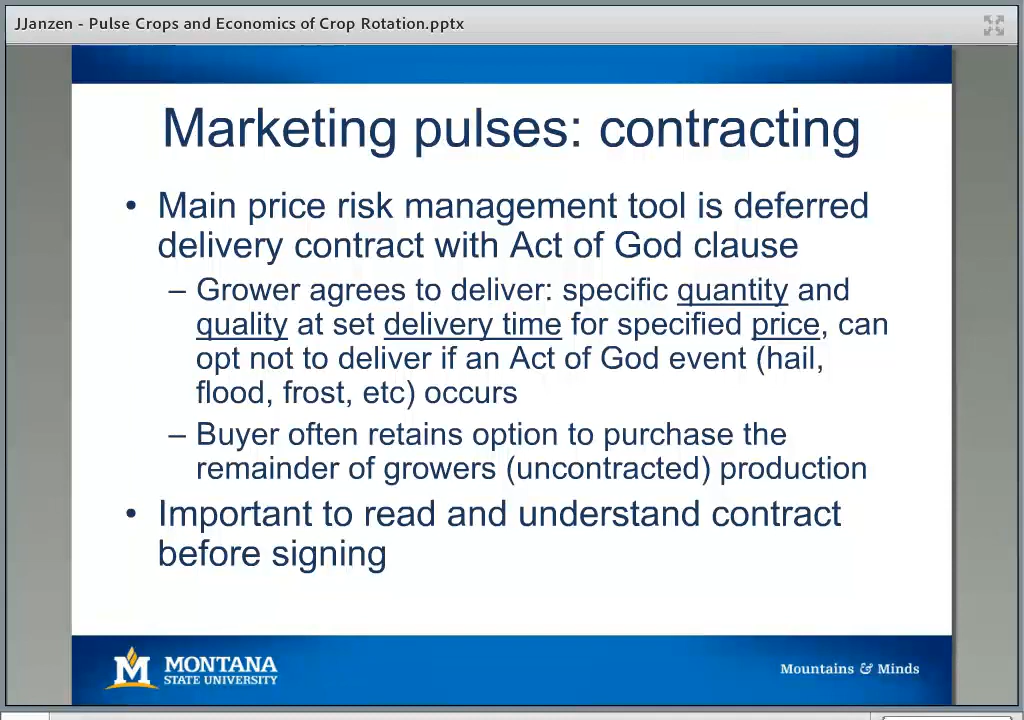 JJanzen - Pulse Crops and Economics of Crop Rotation.pptx
Marketing pulses: contracting
• Main price risk management tool is deferred
delivery contract with Act of God clause
– Grower agrees to deliver: specific quantity and
quality at set delivery time for specified price, can
opt not to deliver if an Act of God event (hail,
flood, frost, etc) occurs
– Buyer often retains option to purchase the
remainder of growers (uncontracted) production
• Important to read and understand contract
before signing
M MONTANA
STATE UNIVERSITY
Mountains & Minds